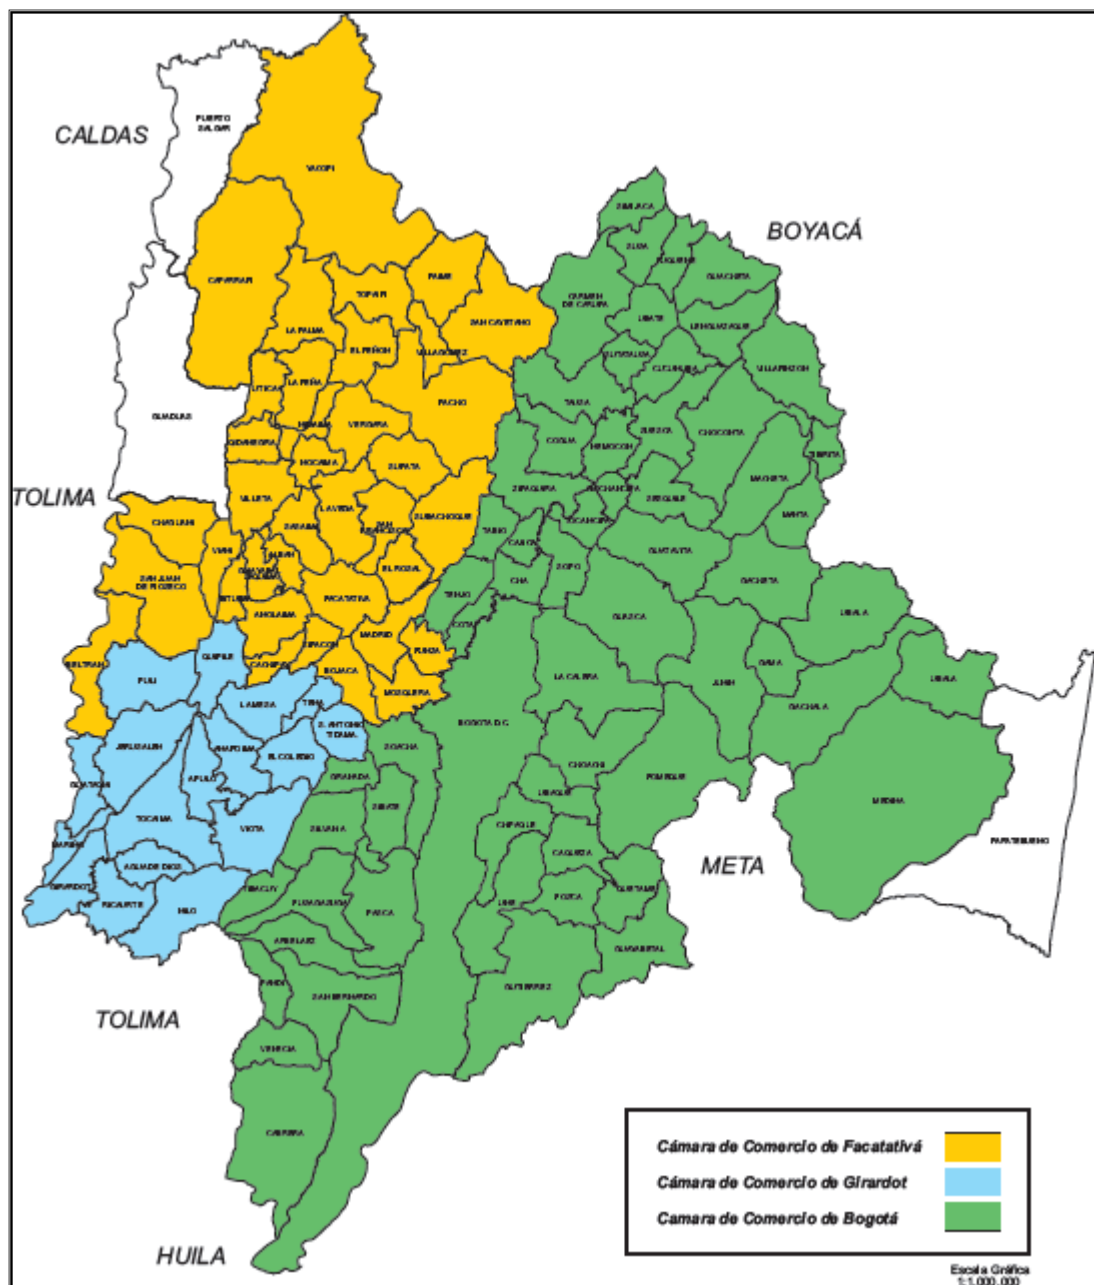 PUERTO
SALGAR
CALDAS
YACOPI
SIMIJACA
BOYACÁ
SUSA
FUQUENE
GUACHETA
CAPARRAPI
PAIME
TOPAIPI
CARMEN
DE CARUPA
SAN CAYETANO
UBATE
LENGUAZAQUE
LA PALMA
EL PEÑON
VILLAGOMEZ
SUTATAUSA
CUCUNUBA
VILLAPINZON
UTICA
LA PEÑA
PACHO
TAUSA
GUADUAS
NIMAIMA
VERGARA
SUESCA
CHOCONTA
COGUA
NEMOCON
NOCAIMA
SUPATA
TIBIRITA
MACHETA
ZIPAQUIRA
SESQUILE
TOLIMA
VILLETA
LA VEGA
SUBACHOQUE
MANTA
CHAGUANI
SASAIMA
SAN
FRANCISCO
TOCANCIPA
TABIO
CAJICA
VIANI
ALBAN
GUATAVITA
SAN JUAN
DE RIOSECO
EL ROSAL
CHIA
SOPO
GACHETA
TENJO
FACATATIVA
ANOLAIMA
UBALA
GUASCA
COTA
ZIPACON
MADRID
FUNZA
QUIPILE
BELTRAN
CACHIPAY
BOJACA
GAMA
PULI
LA CALERA
JUNIN
UBALA
MOSQUERA
LA MESA
TENA
GACHALA
BOGOTA D.C.
S. ANTONIO
T/DAMA
JERUSALEN
ANAPOIMA
EL COLEGIO
SOACHA
CHOACHI
GRANADA
APULO
FOMEQUE
UBAQUE
MEDINA
SIBATE
TOCAIMA
VIOTA
CHIPAQUE
SILVANIA
PARATEBUENO
META
CAQUEZA
AGUA DE DIOS
GIRARDOT
TIBACUY
QUETAME
RICAURTE
NILO
FUSAGASUGA
PASCA
UNE
FOSCA
ARBELAEZ
GUAYABETAL
PANDI
SAN BERNARDO
GUTIERREZ
TOLIMA
VENECIA
CABRERA
Cámara de Comercio de Facatativá
Cámara de Comercio de Girardot
Camara de Comercio de Bogotá
HUILA
Escala Gráfica
1:1.000.000